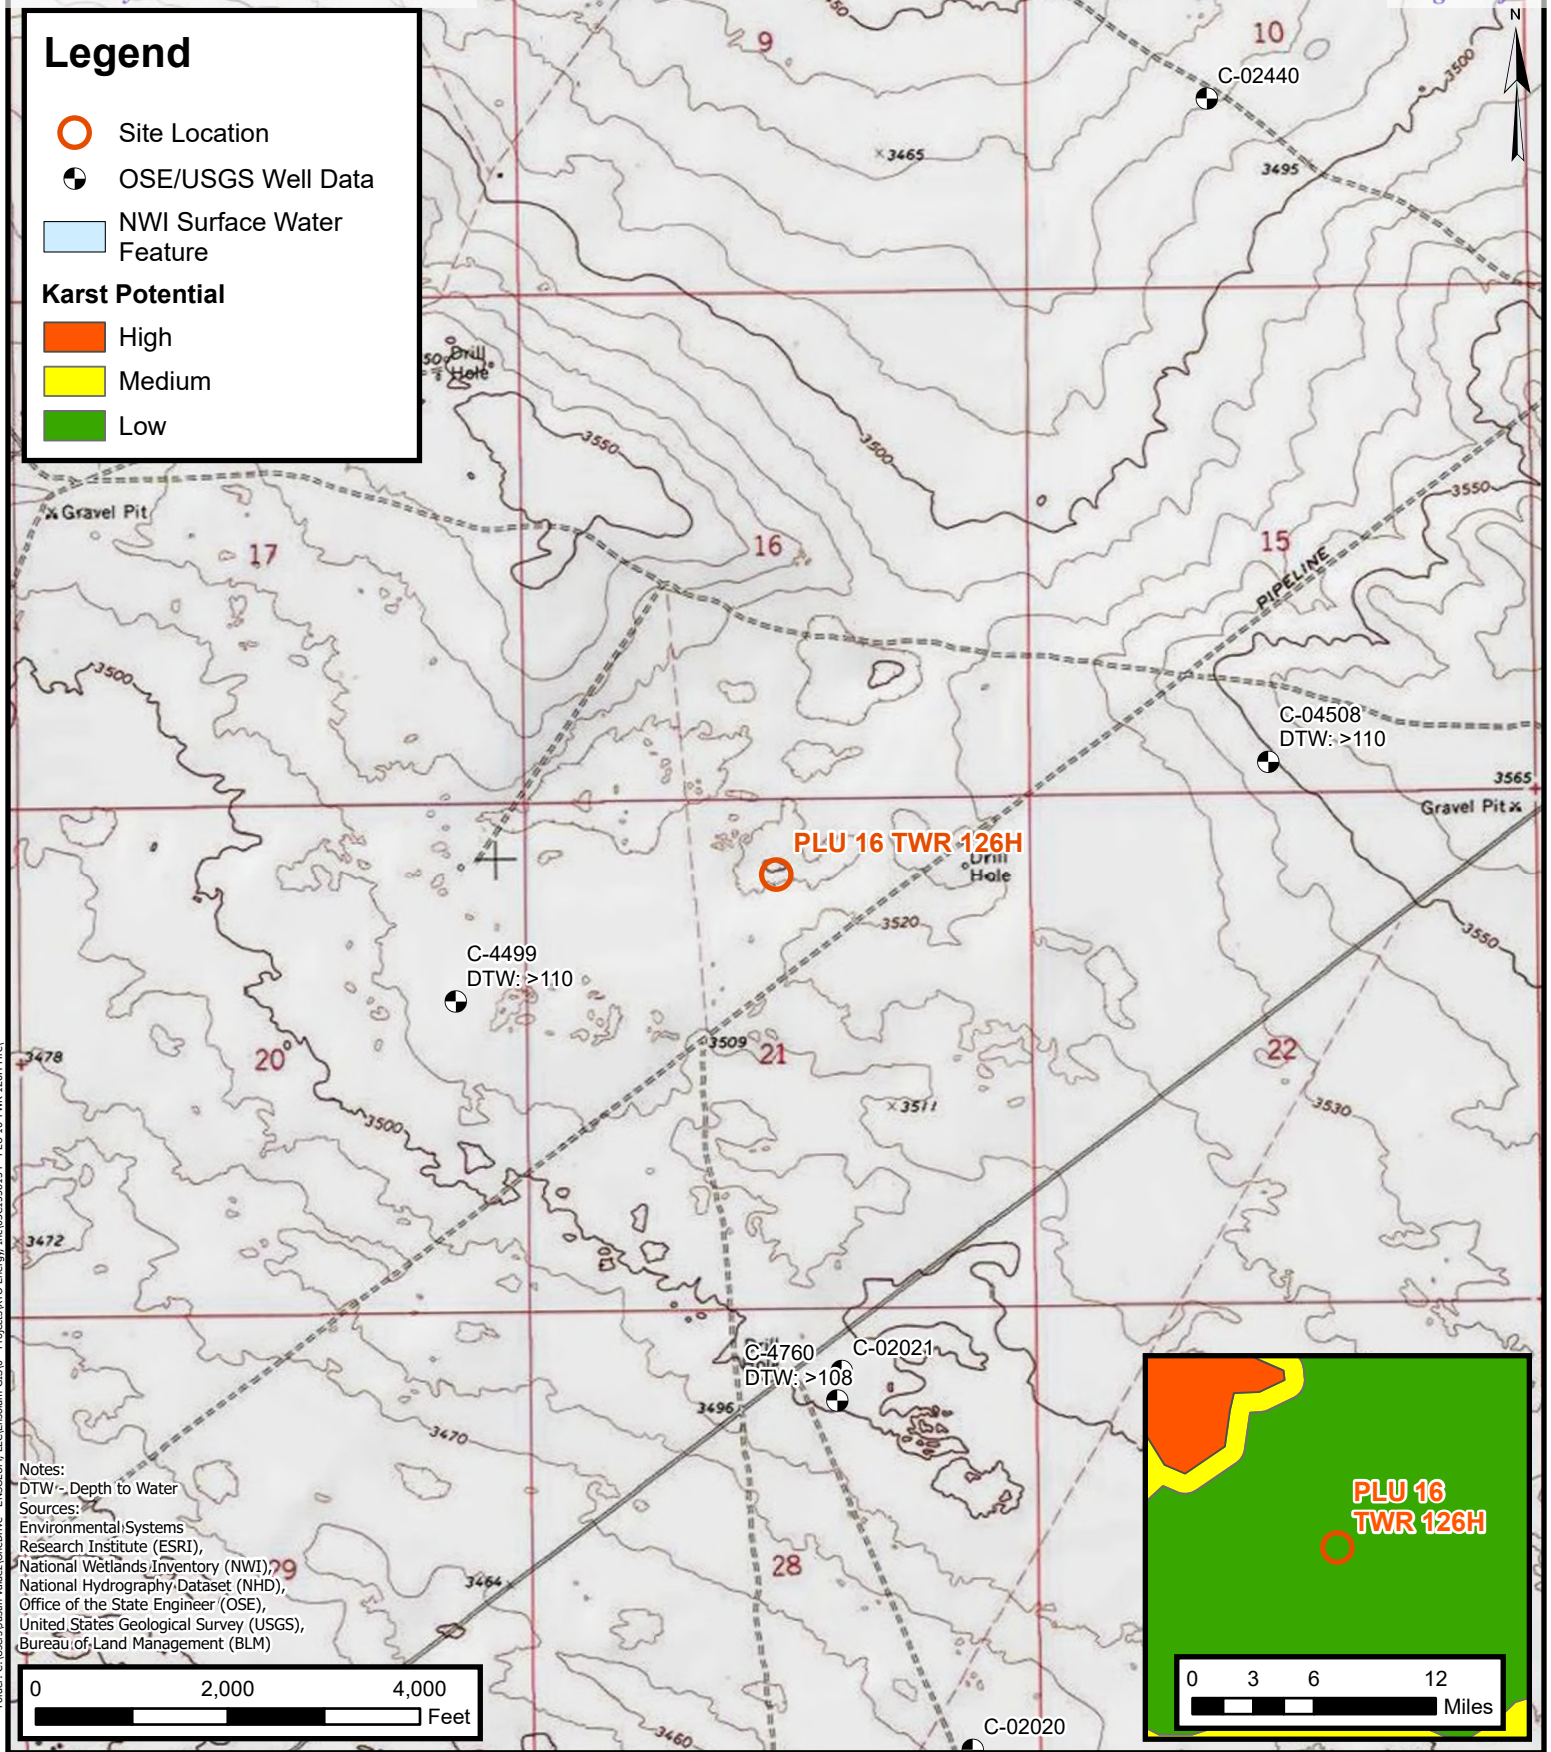 Legend
Site Location
OSE/USGS Well Data
NWI Surface Water
Feature
Karst Potential
High
Medium
Low
N
9
10
C-02440
3500
3465
3495
Drill
Hole
3550
3500
3550
Gravel Pit
17
16
15
PIPELINE
3500
C-04508
DTW: >110
3565
Gravel Pit
PLU 16 TWR 126H
Drill
Hole
3520
3550
C-4499
DTW: >110
3509
3478
20
21
22
3511
3530
3500
3472
C-4760
DTW: >108
C-02021
3496
3470
Notes:
DTW - Depth to Water
Sources:
Environmental Systems
Research Institute (ESRI),
National Wetlands Inventory (NWI),
National Hydrography Dataset (NHD),
Office of the State Engineer (OSE),
United States Geological Survey (USGS),
Bureau of Land Management (BLM)
28
3464
3460
0 2,000 4,000
Feet
C-02020
PLU 16
TWR 126H
0 3 6 12
Miles